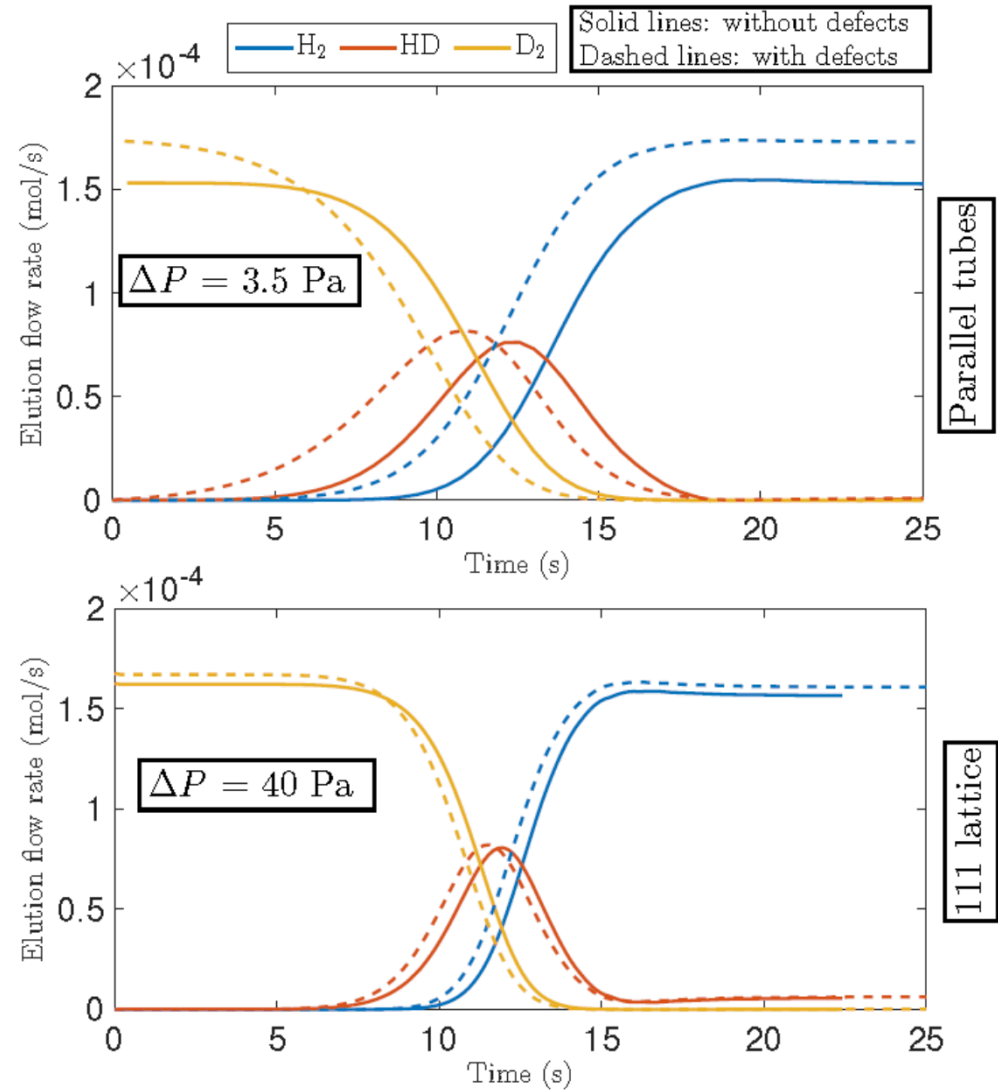 H₂ HD D₂
Solid lines: without defects
Dashed lines: with defects
×10⁻⁴
2
1.5
1
0.5
0
Elution flow rate (mol/s)
ΔP = 3.5 Pa
Parallel tubes
0 5 10 15 20 25
Time (s)
×10⁻⁴
2
1.5
1
0.5
0
Elution flow rate (mol/s)
ΔP = 40 Pa
111 lattice
0 5 10 15 20 25
Time (s)